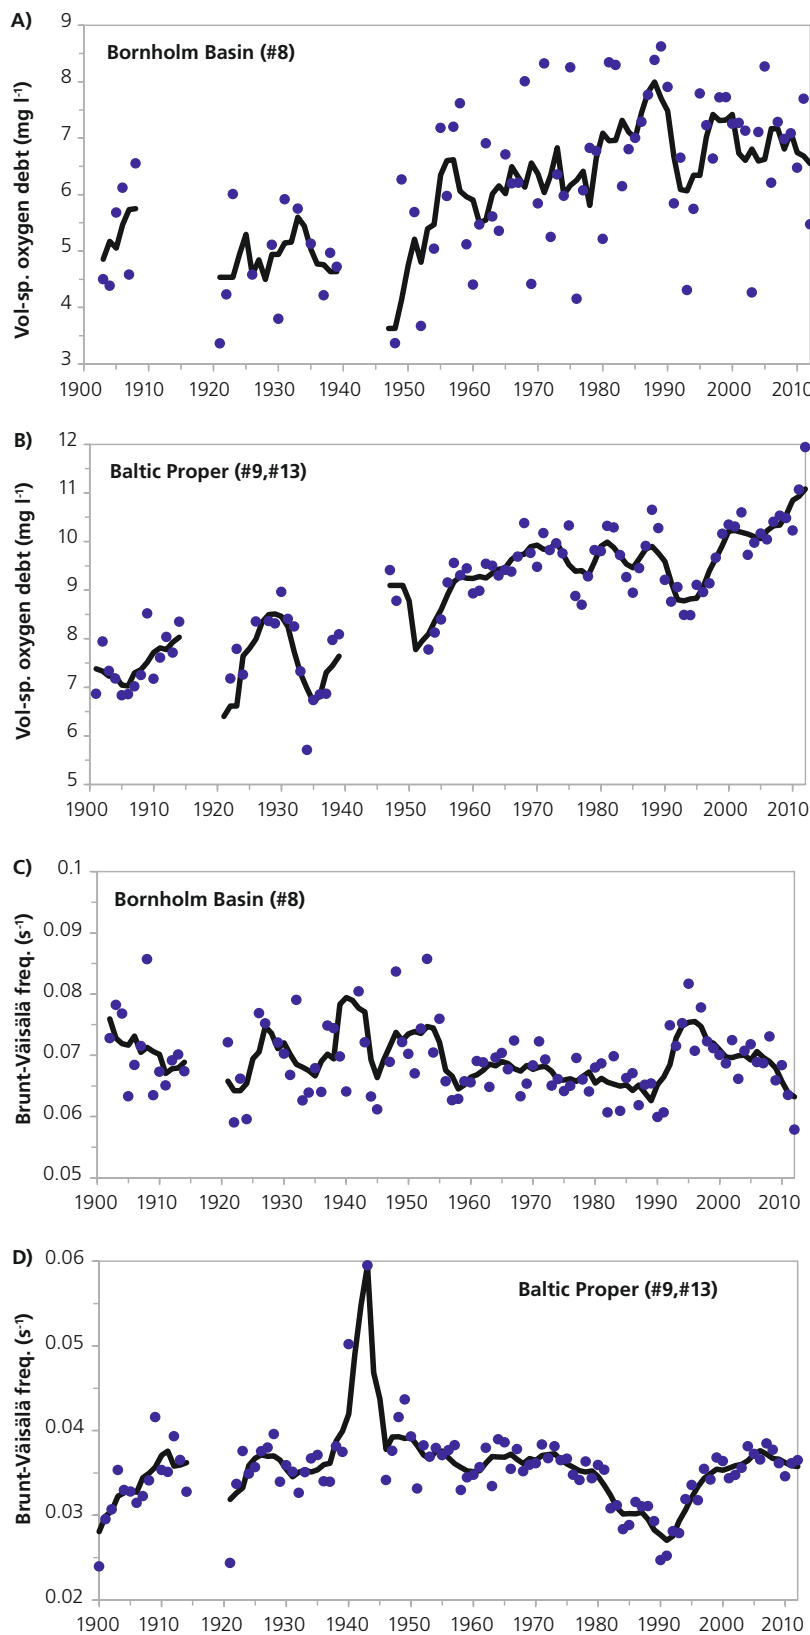 A)
Bornholm Basin (#8)
Vol-sp. oxygen debt (mg l⁻¹)
9
8
7
6
5
4
3
1900 1910 1920 1930 1940 1950 1960 1970 1980 1990 2000 2010
B)
Baltic Proper (#9,#13)
Vol-sp. oxygen debt (mg l⁻¹)
12
11
10
9
8
7
6
5
1900 1910 1920 1930 1940 1950 1960 1970 1980 1990 2000 2010
C)
Bornholm Basin (#8)
Brunt-Väisälä freq. (s⁻¹)
0.1
0.09
0.08
0.07
0.06
0.05
1900 1910 1920 1930 1940 1950 1960 1970 1980 1990 2000 2010
D)
Baltic Proper (#9,#13)
Brunt-Väisälä freq. (s⁻¹)
0.06
0.05
0.04
0.03
0.02
1900 1910 1920 1930 1940 1950 1960 1970 1980 1990 2000 2010